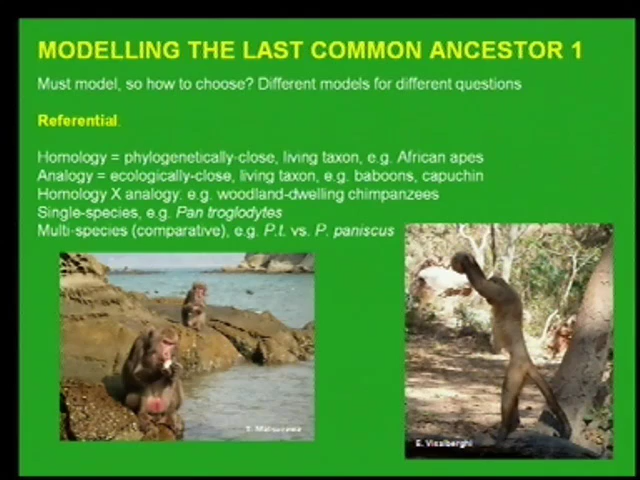 MODELLING THE LAST COMMON ANCESTOR 1
Must model, so how to choose? Different models for different questions
Referential.
Homology = phylogenetically-close, living taxon, e.g. African apes
Analogy = ecologically-close, living taxon, e.g. baboons, capuchin
Homology X analogy. e.g. woodland-dwelling chimpanzees
Single-species, e.g. Pan troglodytes
Multi-species (comparative), e.g. P.t. vs. P. paniscus
E. Visalberghi